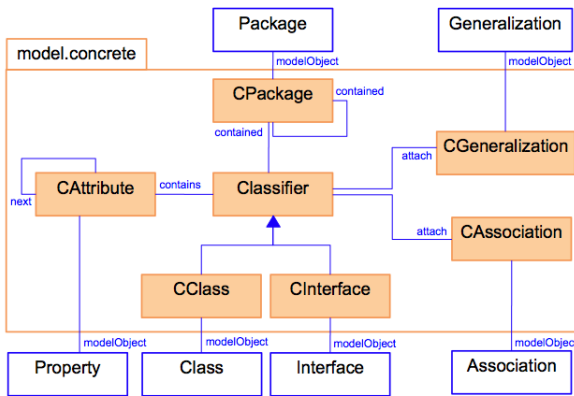 Package
Generalization
model.concrete
modelObject
modelObject
CPackage
contained
contained
CGeneralization
attach
CAttribute
contains
Classifier
next
attach
CAssociation
CClass
CInterface
modelObject
modelObject
modelObject
modelObject
Property
Class
Interface
Association